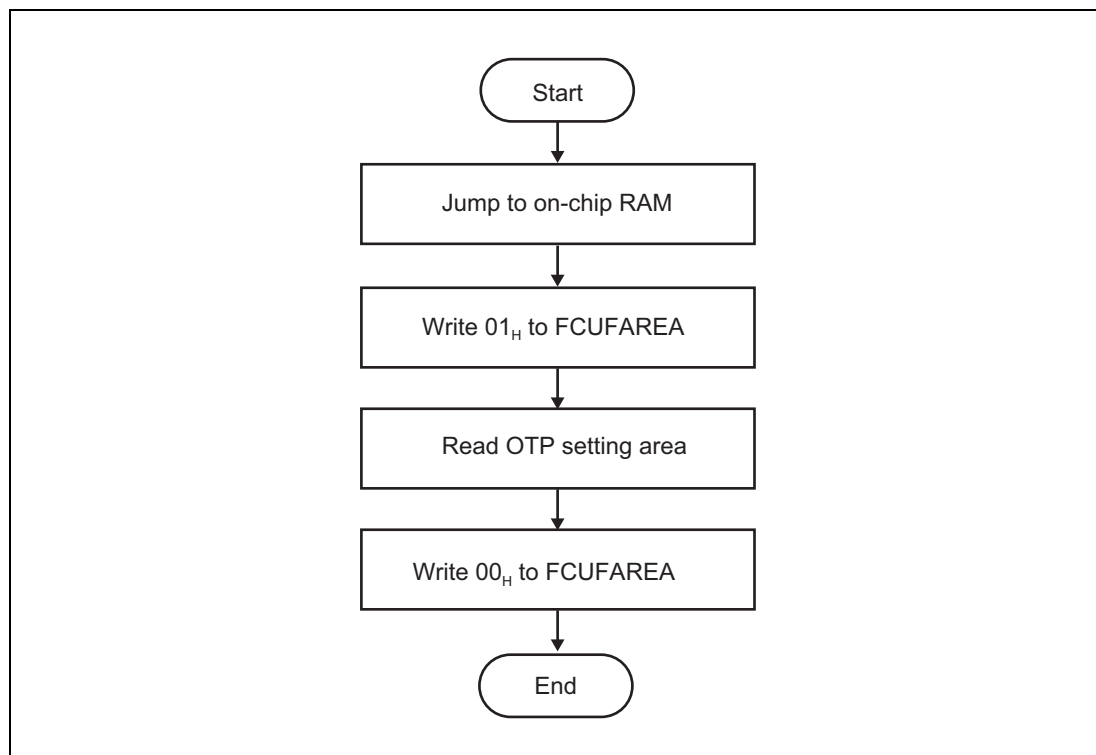 Start
Jump to on-chip RAM
Write 01H to FCUFAREA
Read OTP setting area
Write 00H to FCUFAREA
End